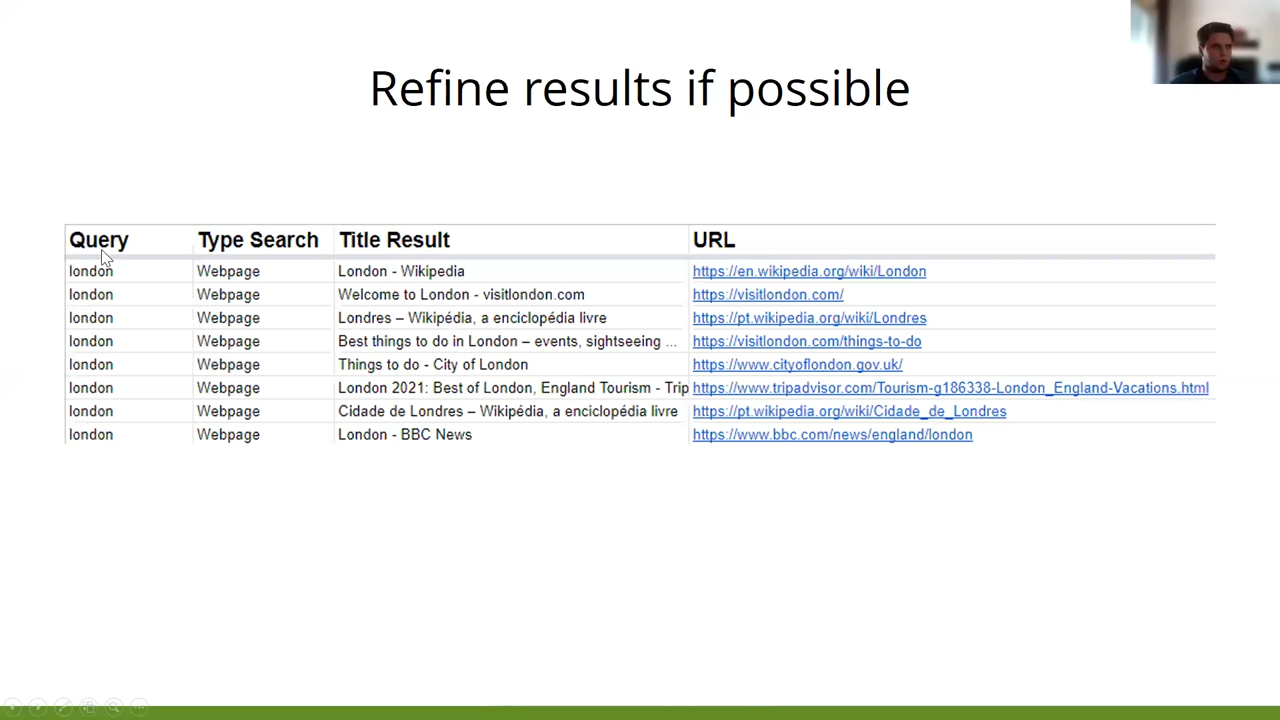 Refine results if possible
Query Type Search Title Result URL
london Webpage London - Wikipedia https://en.wikipedia.org/wiki/London
london Webpage Welcome to London - visitlondon.com https://visitlondon.com/
london Webpage Londres – Wikipédia, a enciclopédia livre https://pt.wikipedia.org/wiki/Londres
london Webpage Best things to do in London – events, sightseeing ... https://visitlondon.com/things-to-do
london Webpage Things to do - City of London https://www.cityoflondon.gov.uk/
london Webpage London 2021: Best of London, England Tourism - Trip https://www.tripadvisor.com/Tourism-g186338-London_England-Vacations.html
london Webpage Cidade de Londres – Wikipédia, a enciclopédia livre https://pt.wikipedia.org/wiki/Cidade_de_Londres
london Webpage London - BBC News https://www.bbc.com/news/england/london